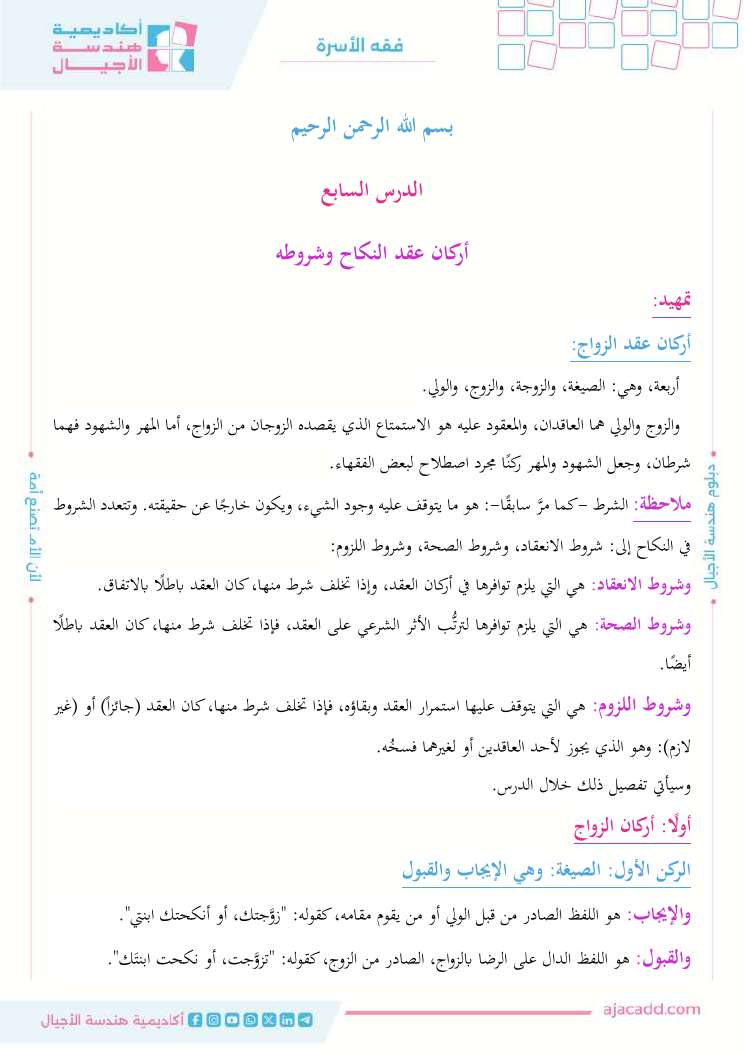 أكاديمية
هندسة
الأجيال
فقه الأسرة
بسم الله الرحمن الرحيم
الدرس السابع
أركان عقد النكاح وشروطه
تمهيد:
أركان عقد الزواج:
أربعة، وهي: الصيغة، والزوجة، والزوج، والولي.
والزوج والولي هما العاقدان، والمعقود عليه هو الاستمتاع الذي يقصده الزوجان من الزواج، أما المهر والشهود فهما
شرطان، وجعل الشهود والمهر ركنًا مجرد اصطلاح لبعض الفقهاء.
ملاحظة: الشرط -كما مرَّ سابقًا-: هو ما يتوقف عليه وجود الشيء، ويكون خارجًا عن حقيقته. وتتعدد الشروط
في النكاح إلى: شروط الانعقاد، وشروط الصحة، وشروط اللزوم:
وشروط الانعقاد: هي التي يلزم توافرها في أركان العقد، وإذا تخلف شرط منها، كان العقد باطلًا بالاتفاق.
وشروط الصحة: هي التي يلزم توافرها لترتُّب الأثر الشرعي على العقد، فإذا تخلف شرط منها، كان العقد باطلًا
أيضًا.
وشروط اللزوم: هي التي يتوقف عليها استمرار العقد وبقاؤه، فإذا تخلف شرط منها، كان العقد (جائزاً) أو (غير
لازم): وهو الذي يجوز لأحد العاقدين أو لغيرهما فسخُه.
وسيأتي تفصيل ذلك خلال الدرس.
أولًا: أركان الزواج
الركن الأول: الصيغة: وهي الإيجاب والقبول
والإيجاب: هو اللفظ الصادر من قبل الولي أو من يقوم مقامه، كقوله: "زوَّجتك، أو أنكحتك ابنتي".
والقبول: هو اللفظ الدال على الرضا بالزواج، الصادر من الزوج، كقوله: "تزوَّجت، أو نكحت ابنتَك".
دبلوم هندسة الأجيال
لأن الأمـ تصنع أمة
ajacadd.com
أكاديمية هندسة الأجيال